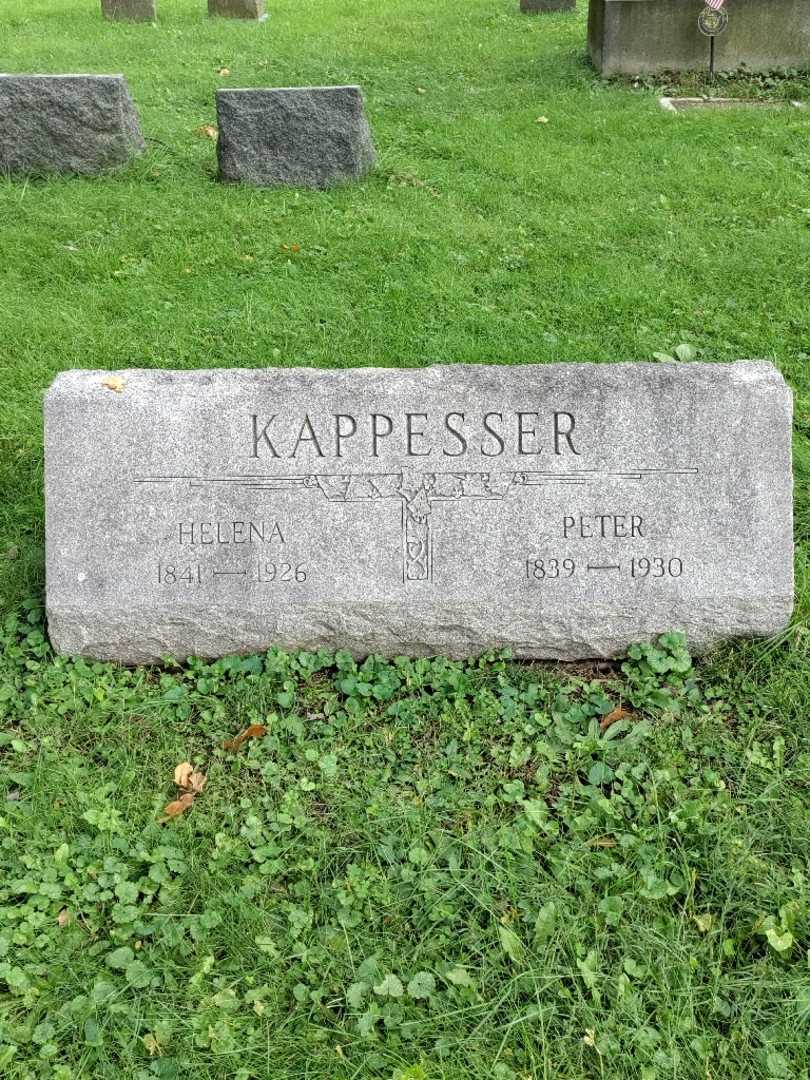 KAPPESSER
HELENA
1841 — 1926
PETER
1839 — 1930